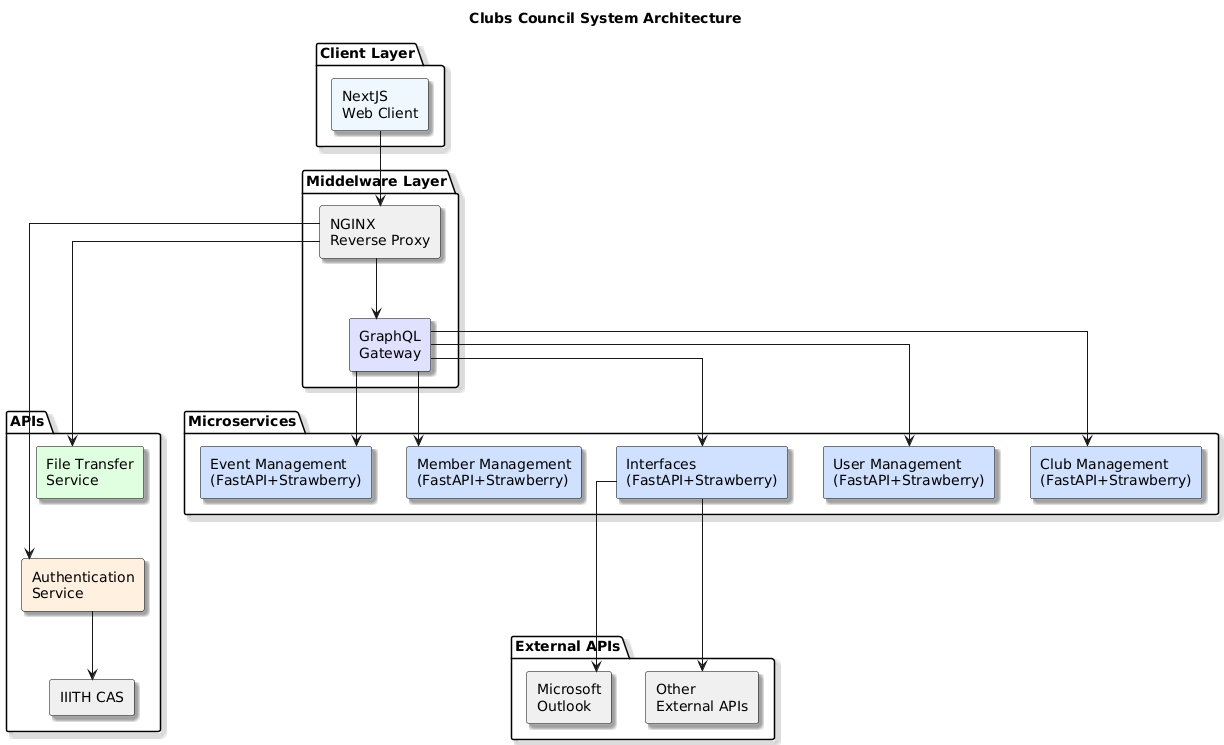 Clubs Council System Architecture
Client Layer
NextJS
Web Client
Middelware Layer
NGINX
Reverse Proxy
GraphQL
Gateway
APIs
File Transfer
Service
Authentication
Service
IIITH CAS
Microservices
Event Management
(FastAPI+Strawberry)
Member Management
(FastAPI+Strawberry)
Interfaces
(FastAPI+Strawberry)
User Management
(FastAPI+Strawberry)
Club Management
(FastAPI+Strawberry)
External APIs
Microsoft
Outlook
Other
External APIs